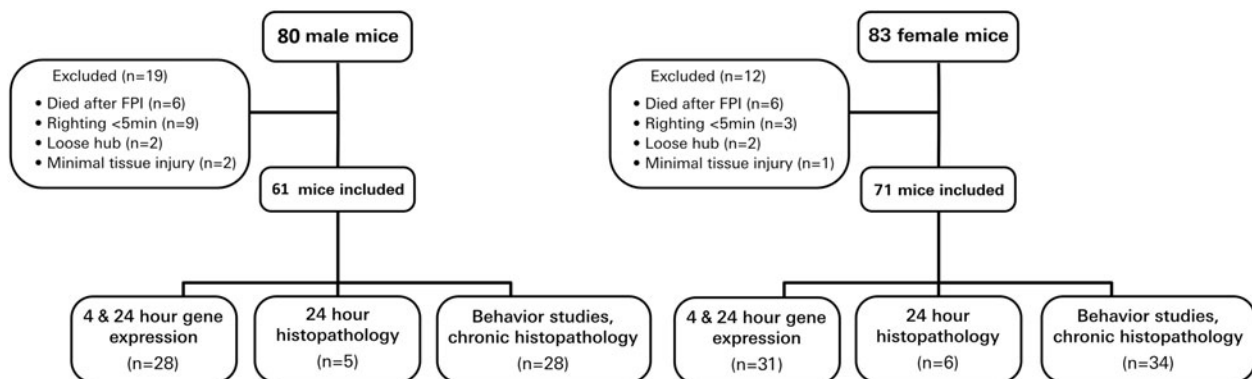 80 male mice
Excluded (n=19)
• Died after FPI (n=6)
• Righting <5min (n=9)
• Loose hub (n=2)
• Minimal tissue injury (n=2)
61 mice included
4 & 24 hour gene
expression
(n=28)
24 hour
histopathology
(n=5)
Behavior studies,
chronic histopathology
(n=28)
83 female mice
Excluded (n=12)
• Died after FPI (n=6)
• Righting <5min (n=3)
• Loose hub (n=2)
• Minimal tissue injury (n=1)
71 mice included
4 & 24 hour gene
expression
(n=31)
24 hour
histopathology
(n=6)
Behavior studies,
chronic histopathology
(n=34)